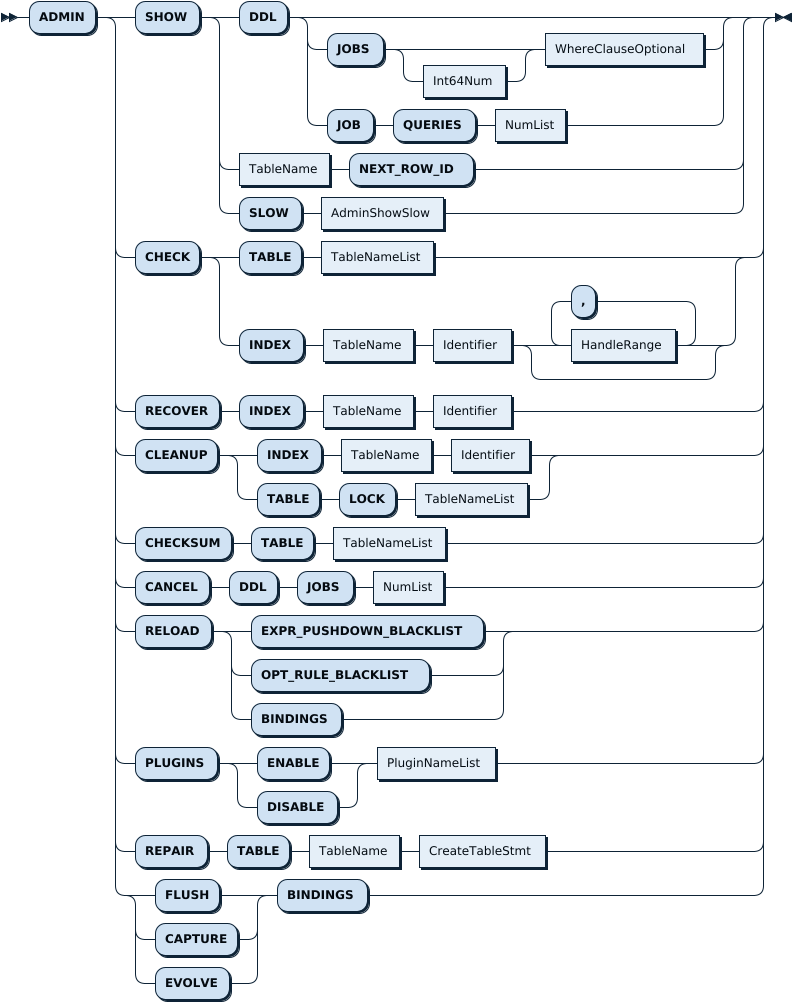 ADMIN SHOW DDL
JOBS WhereClauseOptional
Int64Num
JOB QUERIES NumList
TableName NEXT_ROW_ID
SLOW AdminShowSlow
CHECK TABLE TableNameList
,
INDEX TableName Identifier HandleRange
RECOVER INDEX TableName Identifier
CLEANUP INDEX TableName Identifier
TABLE LOCK TableNameList
CHECKSUM TABLE TableNameList
CANCEL DDL JOBS NumList
RELOAD EXPR_PUSHDOWN_BLACKLIST
OPT_RULE_BLACKLIST
BINDINGS
PLUGINS ENABLE PluginNameList
DISABLE
REPAIR TABLE TableName CreateTableStmt
FLUSH BINDINGS
CAPTURE
EVOLVE